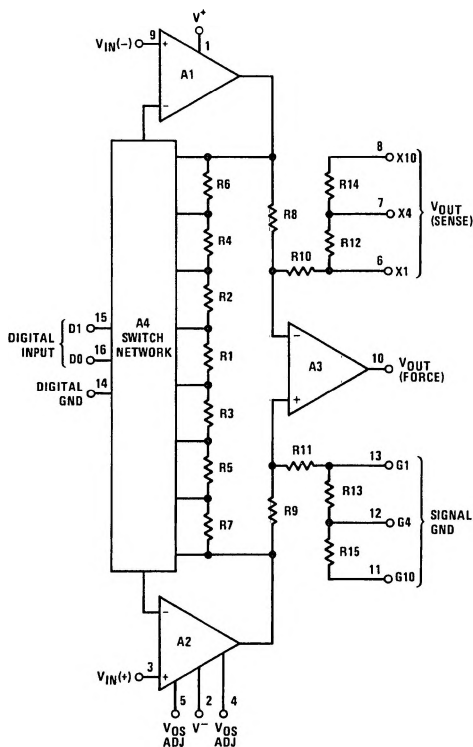 V+
VIN(-)
9
1
+
A1
-
8
X10
R6
R14
R8
7
X4
VOUT
(SENSE)
R4
R12
R10
6
X1
R2
D1
15
A4
SWITCH
NETWORK
-
DIGITAL
INPUT
R1
A3
10
VOUT
(FORCE)
D0
16
DIGITAL
GND
14
+
R3
R11
13
G1
R5
R13
SIGNAL
GND
12
G4
R7
R9
R15
11
G10
-
A2
VIN(+)
3
+
5
2
4
VOS
ADJ
V-
VOS
ADJ